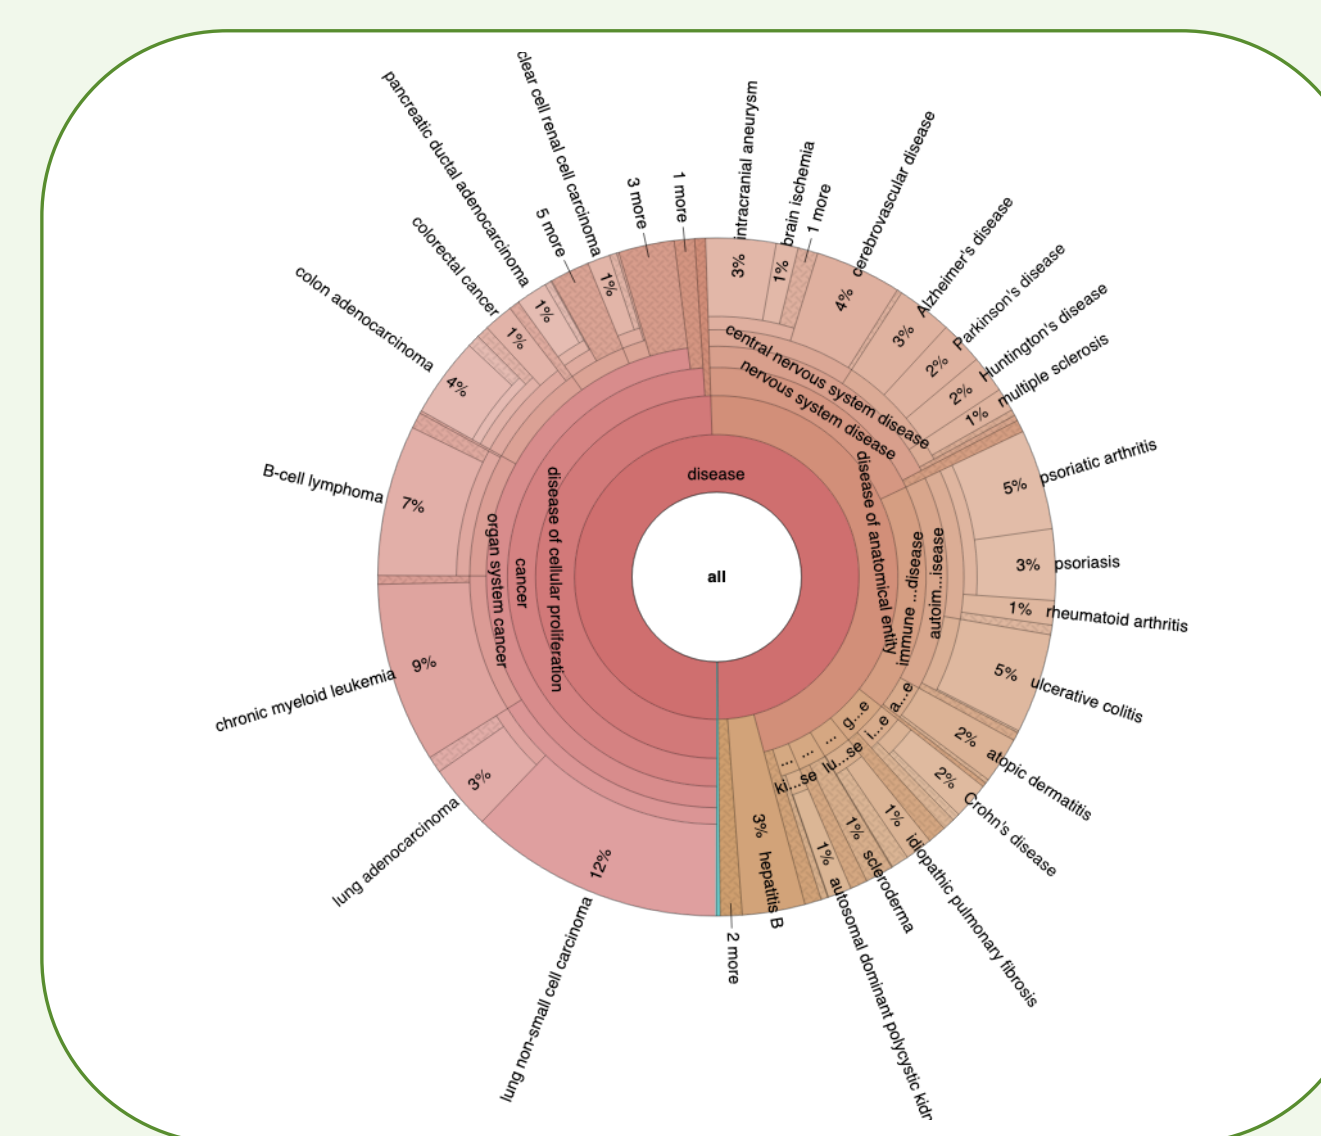 all
disease
disease of cellular proliferation
cancer
organ system cancer
disease of anatomical entity
nervous system disease
central nervous system disease
immune ...disease
autoim...isease
g...e
i...e
a...e
...
...
...
lu...se
ki...se
3%
intracranial aneurysm
1%
brain ischemia
1 more
4%
cerebrovascular disease
3%
Alzheimer's disease
2%
Parkinson's disease
2%
Huntington's disease
1%
multiple sclerosis
5%
psoriatic arthritis
3%
psoriasis
1%
rheumatoid arthritis
5%
ulcerative colitis
2%
atopic dermatitis
2%
Crohn's disease
1%
idiopathic pulmonary fibrosis
1%
scleroderma
1%
autosomal dominant polycystic kidn
3%
hepatitis B
2 more
12%
lung non-small cell carcinoma
3%
lung adenocarcinoma
9%
chronic myeloid leukemia
7%
B-cell lymphoma
4%
colon adenocarcinoma
1%
colorectal cancer
1%
pancreatic ductal adenocarcinoma
5 more
1%
clear cell renal cell carcinoma
3 more
1 more